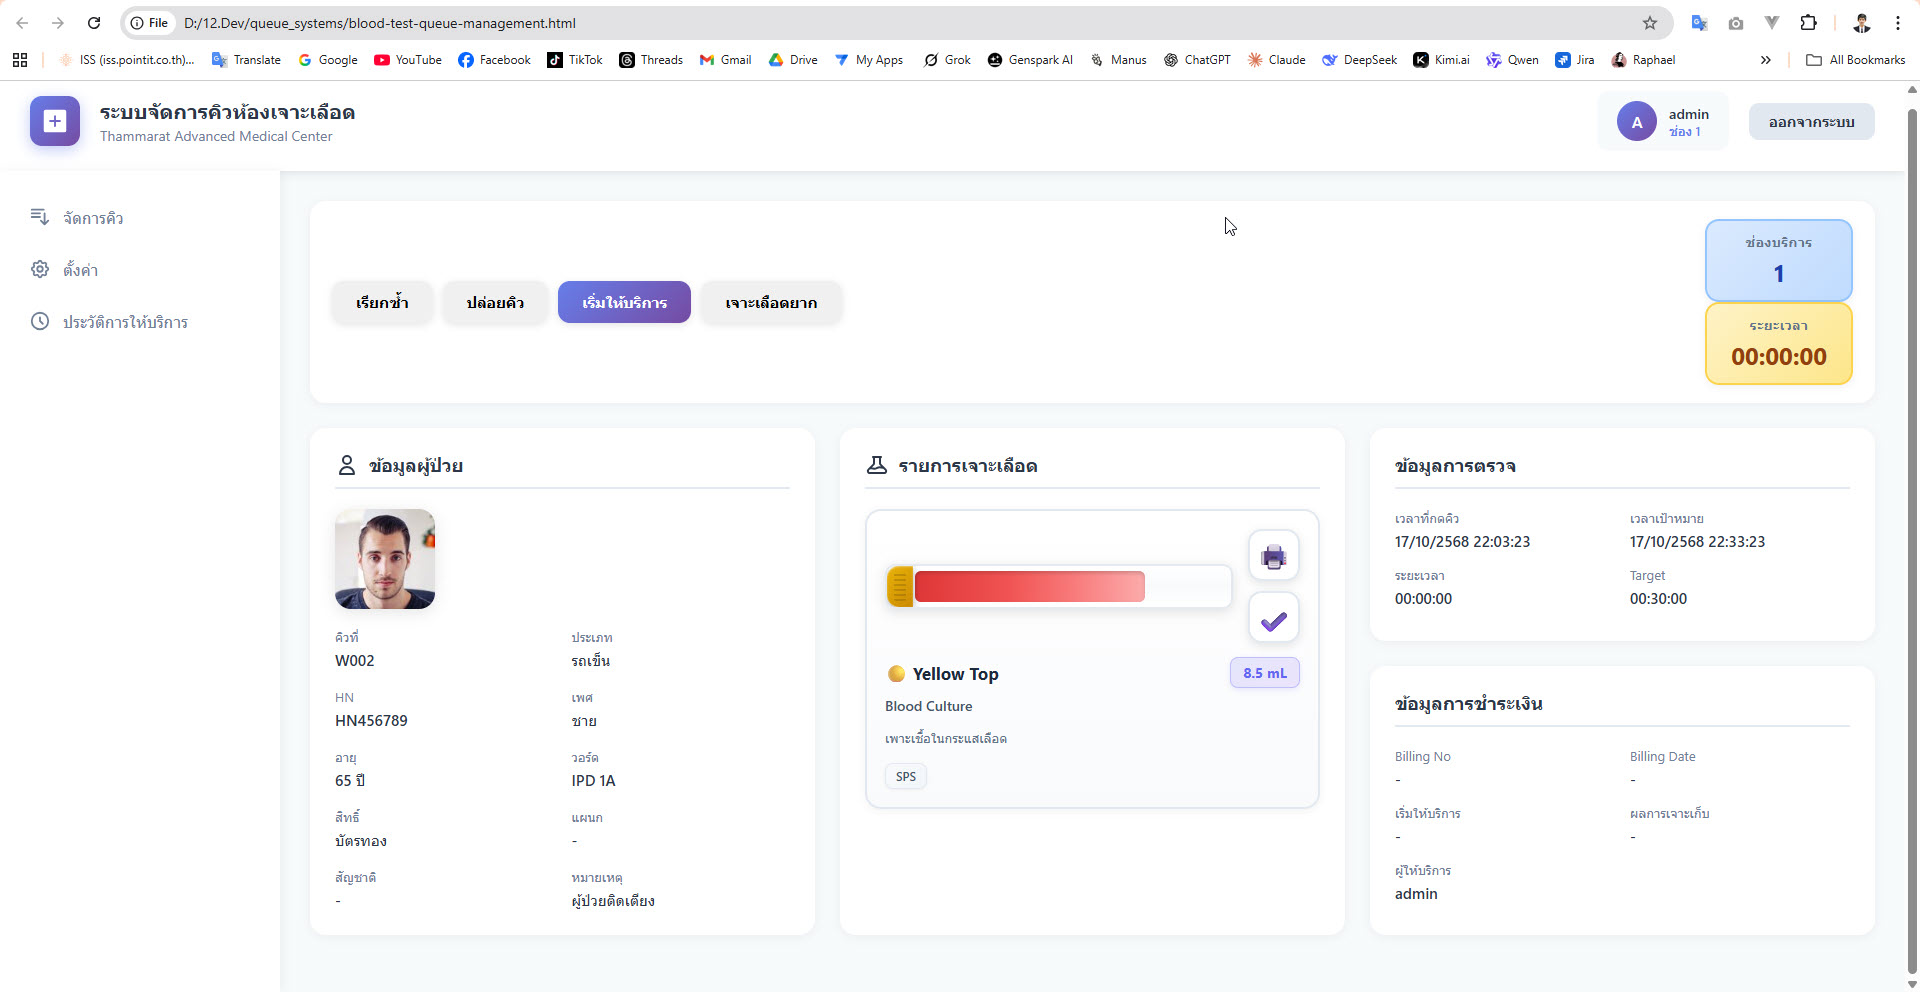 File
D:/12.Dev/queue_systems/blood-test-queue-management.html
ISS (iss.pointit.co.th)...
Translate
Google
YouTube
Facebook
TikTok
Threads
Gmail
Drive
My Apps
Grok
Genspark AI
Manus
ChatGPT
Claude
DeepSeek
Kimi.ai
Qwen
Jira
Raphael
All Bookmarks
ระบบจัดการคิวห้องเจาะเลือด
Thammarat Advanced Medical Center
A
admin
ช่อง 1
ออกจากระบบ
จัดการคิว
ตั้งค่า
ประวัติการให้บริการ
เรียกซ้ำ
ปล่อยคิว
เริ่มให้บริการ
เจาะเลือดยาก
ช่องบริการ
1
ระยะเวลา
00:00:00
ข้อมูลผู้ป่วย
คิวที่
ประเภท
W002
รถเข็น
HN
เพศ
HN456789
ชาย
อายุ
วอร์ด
65 ปี
IPD 1A
สิทธิ์
แผนก
บัตรทอง
-
สัญชาติ
หมายเหตุ
-
ผู้ป่วยติดเตียง
รายการเจาะเลือด
Yellow Top
8.5 mL
Blood Culture
เพาะเชื้อในกระแสเลือด
SPS
ข้อมูลการตรวจ
เวลาที่กดคิว
เวลาเป้าหมาย
17/10/2568 22:03:23
17/10/2568 22:33:23
ระยะเวลา
Target
00:00:00
00:30:00
ข้อมูลการชำระเงิน
Billing No
Billing Date
-
-
เริ่มให้บริการ
ผลการเจาะเก็บ
-
-
ผู้ให้บริการ
admin